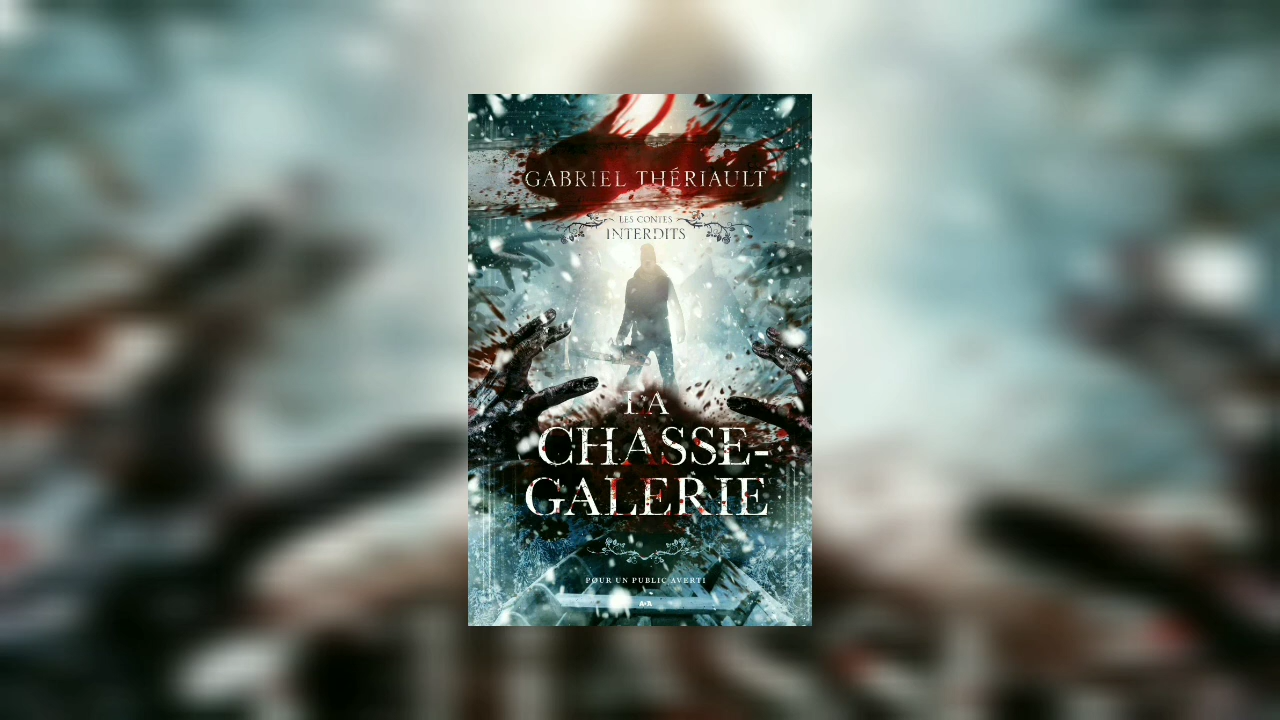 GABRIEL THÉRIAULT
LES CONTES
INTERDITS
LA
CHASSE-
GALERIE
POUR UN PUBLIC AVERTI